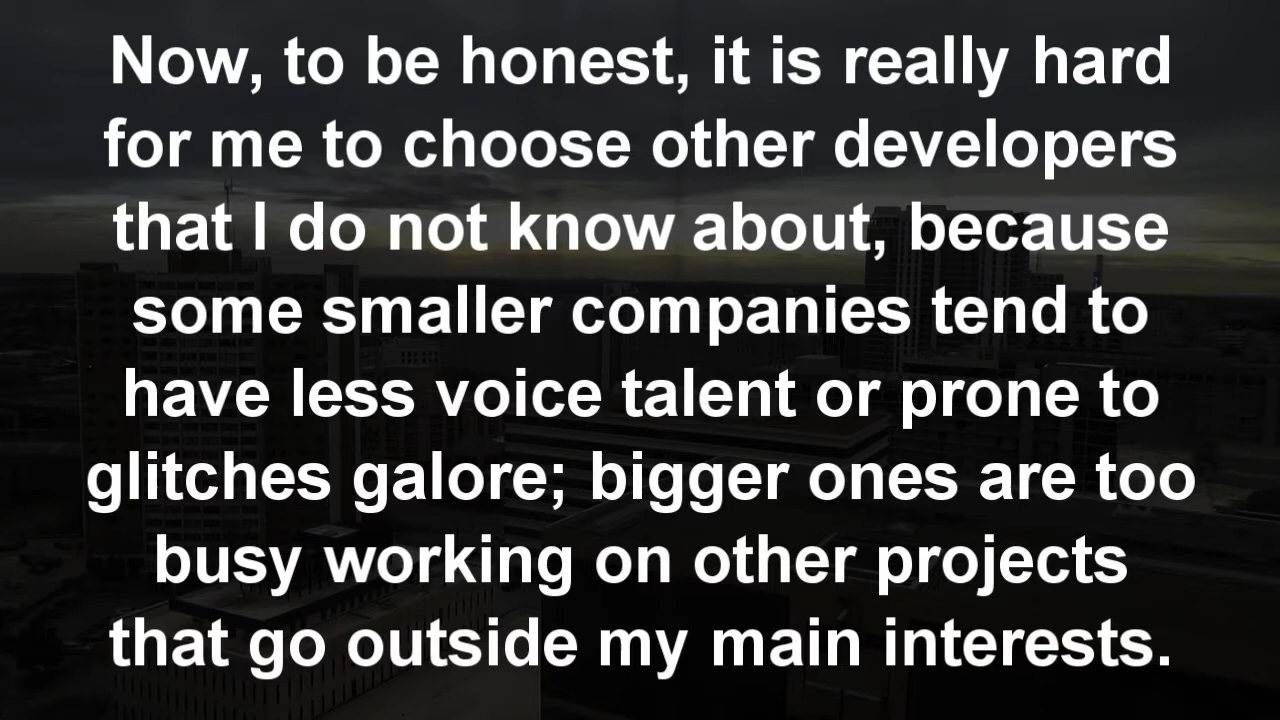 Now, to be honest, it is really hard
for me to choose other developers
that I do not know about, because
some smaller companies tend to
have less voice talent or prone to
glitches galore; bigger ones are too
busy working on other projects
that go outside my main interests.